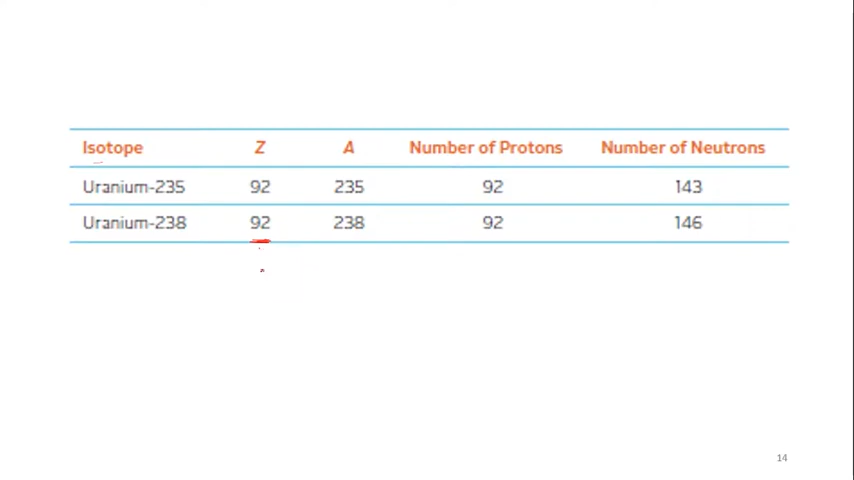 Isotope Z A Number of Protons Number of Neutrons
Uranium-235 92 235 92 143
Uranium-238 92 238 92 146
14